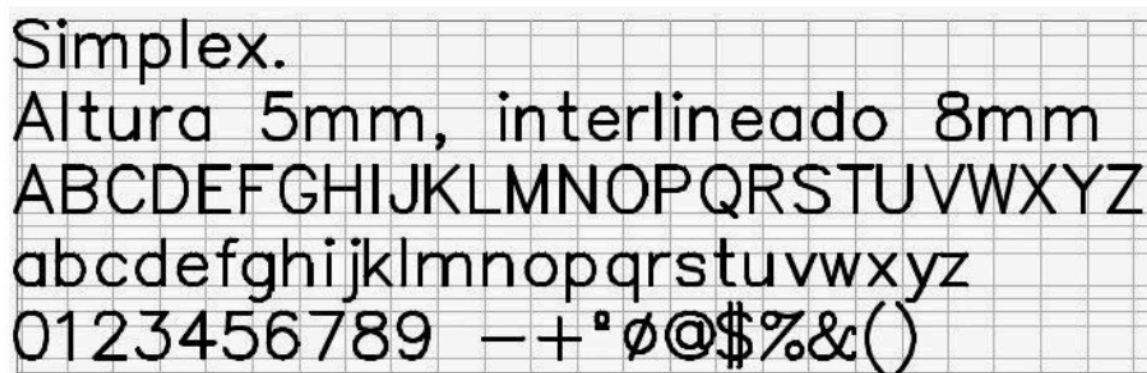 Simplex.
Altura 5mm, interlineado 8mm
ABCDEFGHIJKLMNOPQRSTUVWXYZ
abcdefghijklmnopqrstuvwxyz
0123456789 -+°Ø@$%&()